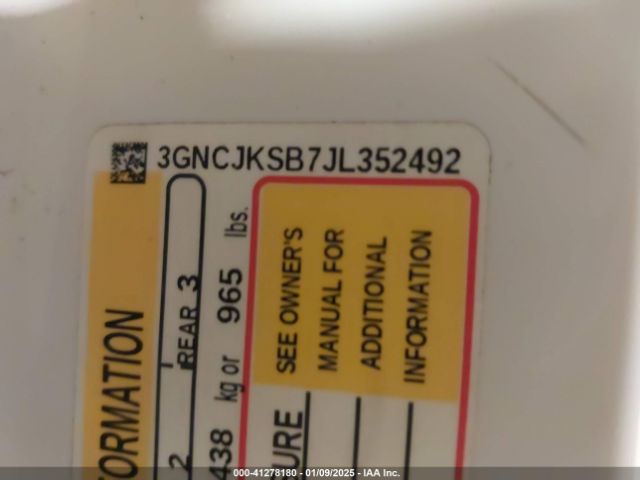 3GNCJKSB7JL352492
ORMATION
2 REAR 3
438 kg or 965 lbs.
URE
SEE OWNER'S
MANUAL FOR
ADDITIONAL
INFORMATION
000-41278180 - 01/09/2025 - IAA Inc.